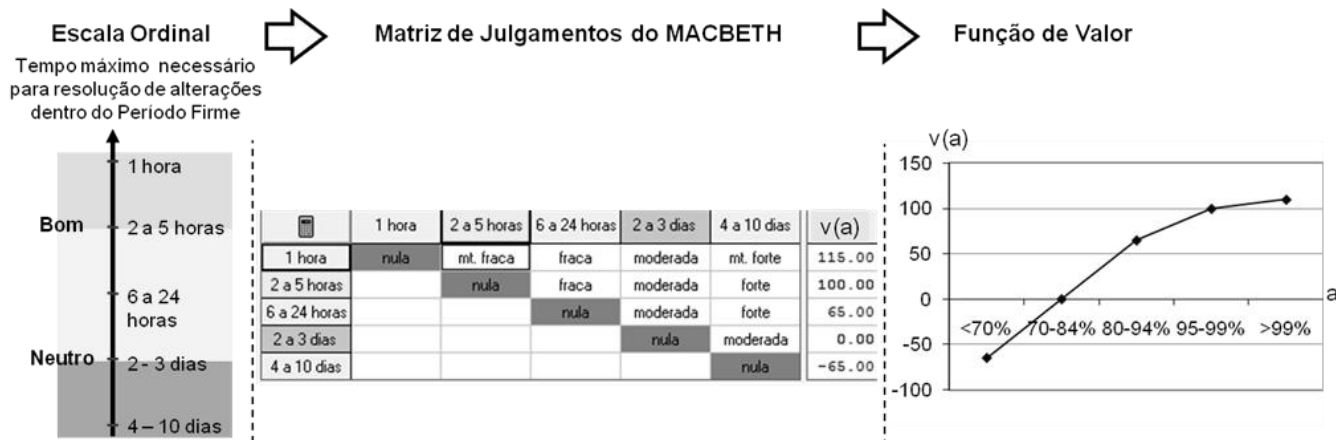 Escala Ordinal
Tempo máximo necessário
para resolução de alterações
dentro do Período Firme
1 hora
Bom
2 a 5 horas
6 a 24
horas
Neutro
2 - 3 dias
4 – 10 dias
Matriz de Julgamentos do MACBETH
1 hora 2 a 5 horas 6 a 24 horas 2 a 3 dias 4 a 10 dias v(a)
1 hora nula mt. fraca fraca moderada mt. forte 115.00
2 a 5 horas nula fraca moderada forte 100.00
6 a 24 horas nula moderada forte 65.00
2 a 3 dias nula moderada 0.00
4 a 10 dias nula -65.00
Função de Valor
v(a)
150
100
50
0
-50
-100
a
<70% 70-84% 80-94% 95-99% >99%